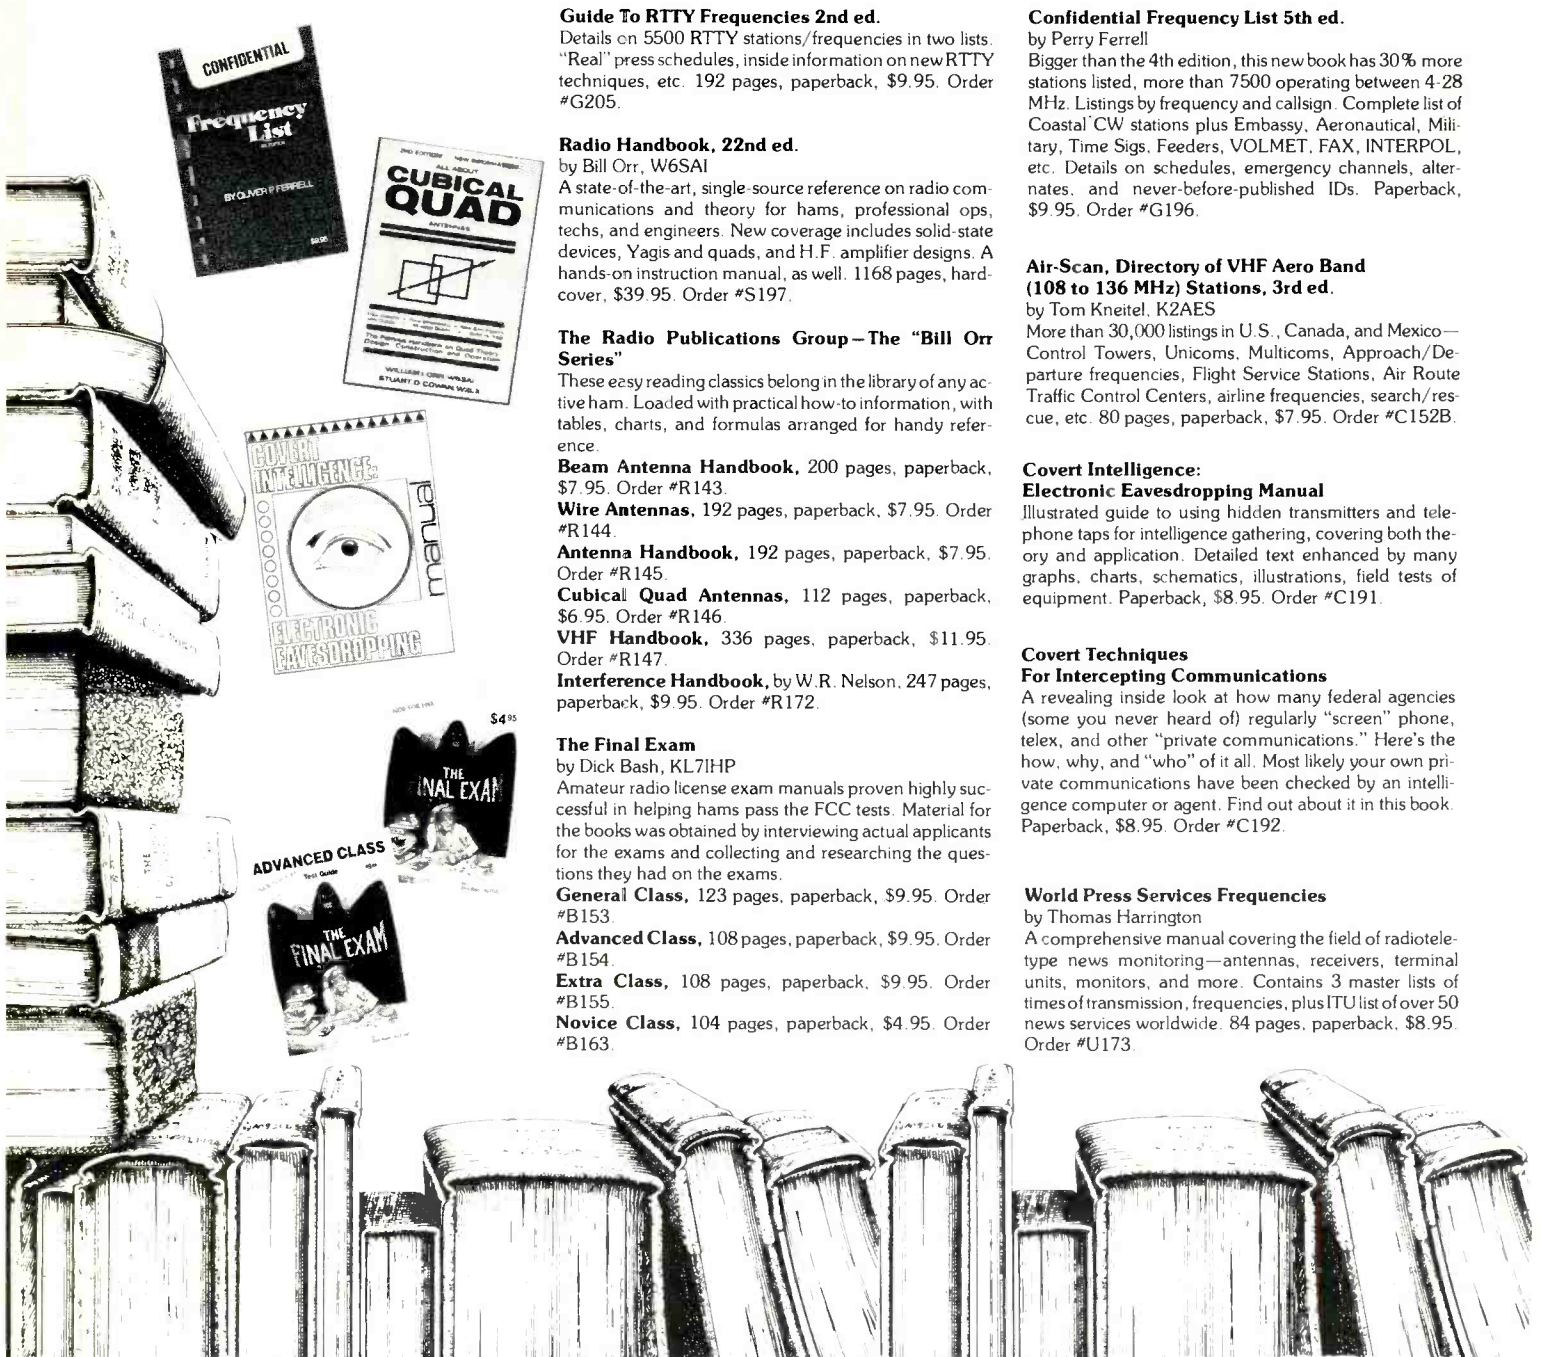 CONFIDENTIAL
Frequency
List
BY OLIVER P. FERRELL
$9.95
2ND EDITION NEW INFORMATION
ALL ABOUT
CUBICAL
QUAD
ANTENNAS
WILLIAM I. ORR W6SAI
STUART D. COWAN
COVERT
INTELLIGENCE:
manual
ELECTRONIC
EAVESDROPPING
$4.95
THE
FINAL EXAM
ADVANCED CLASS
Test Guide
THE
FINAL EXAM
Guide To RTTY Frequencies 2nd ed.
Details on 5500 RTTY stations/frequencies in two lists.
“Real” press schedules, inside information on new RTTY
techniques, etc. 192 pages, paperback, $9.95. Order
#G205.
Radio Handbook, 22nd ed.
by Bill Orr, W6SAI
A state-of-the-art, single-source reference on radio com-
munications and theory for hams, professional ops,
techs, and engineers. New coverage includes solid-state
devices, Yagis and quads, and H.F. amplifier designs. A
hands-on instruction manual, as well. 1168 pages, hard-
cover, $39.95. Order #S197.
The Radio Publications Group—The “Bill Orr
Series”
These easy reading classics belong in the library of any ac-
tive ham. Loaded with practical how-to information, with
tables, charts, and formulas arranged for handy refer-
ence.
Beam Antenna Handbook, 200 pages, paperback,
$7.95. Order #R143.
Wire Antennas, 192 pages, paperback, $7.95. Order
#R144.
Antenna Handbook, 192 pages, paperback, $7.95.
Order #R145.
Cubical Quad Antennas, 112 pages, paperback,
$6.95. Order #R146.
VHF Handbook, 336 pages, paperback, $11.95.
Order #R147.
Interference Handbook, by W.R. Nelson, 247 pages,
paperback, $9.95. Order #R172.
The Final Exam
by Dick Bash, KL7IHP
Amateur radio license exam manuals proven highly suc-
cessful in helping hams pass the FCC tests. Material for
the books was obtained by interviewing actual applicants
for the exams and collecting and researching the ques-
tions they had on the exams.
General Class, 123 pages, paperback, $9.95. Order
#B153.
Advanced Class, 108 pages, paperback, $9.95. Order
#B154.
Extra Class, 108 pages, paperback, $9.95. Order
#B155.
Novice Class, 104 pages, paperback, $4.95. Order
#B163.
Confidential Frequency List 5th ed.
by Perry Ferrell
Bigger than the 4th edition, this new book has 30% more
stations listed, more than 7500 operating between 4-28
MHz. Listings by frequency and callsign. Complete list of
Coastal CW stations plus Embassy, Aeronautical, Mili-
tary, Time Sigs, Feeders, VOLMET, FAX, INTERPOL,
etc. Details on schedules, emergency channels, alter-
nates, and never-before-published IDs. Paperback,
$9.95. Order #G196.
Air-Scan, Directory of VHF Aero Band
(108 to 136 MHz) Stations, 3rd ed.
by Tom Kneitel, K2AES
More than 30,000 listings in U.S., Canada, and Mexico—
Control Towers, Unicoms, Multicoms, Approach/De-
parture frequencies, Flight Service Stations, Air Route
Traffic Control Centers, airline frequencies, search/res-
cue, etc. 80 pages, paperback, $7.95. Order #C152B.
Covert Intelligence:
Electronic Eavesdropping Manual
Illustrated guide to using hidden transmitters and tele-
phone taps for intelligence gathering, covering both the-
ory and application. Detailed text enhanced by many
graphs, charts, schematics, illustrations, field tests of
equipment. Paperback, $8.95. Order #C191.
Covert Techniques
For Intercepting Communications
A revealing inside look at how many federal agencies
(some you never heard of) regularly “screen” phone,
telex, and other “private communications.” Here’s the
how, why, and “who” of it all. Most likely your own pri-
vate communications have been checked by an intelli-
gence computer or agent. Find out about it in this book.
Paperback, $8.95. Order #C192.
World Press Services Frequencies
by Thomas Harrington
A comprehensive manual covering the field of radiotele-
type news monitoring—antennas, receivers, terminal
units, monitors, and more. Contains 3 master lists of
times of transmission, frequencies, plus ITU list of over 50
news services worldwide. 84 pages, paperback, $8.95.
Order #U173.